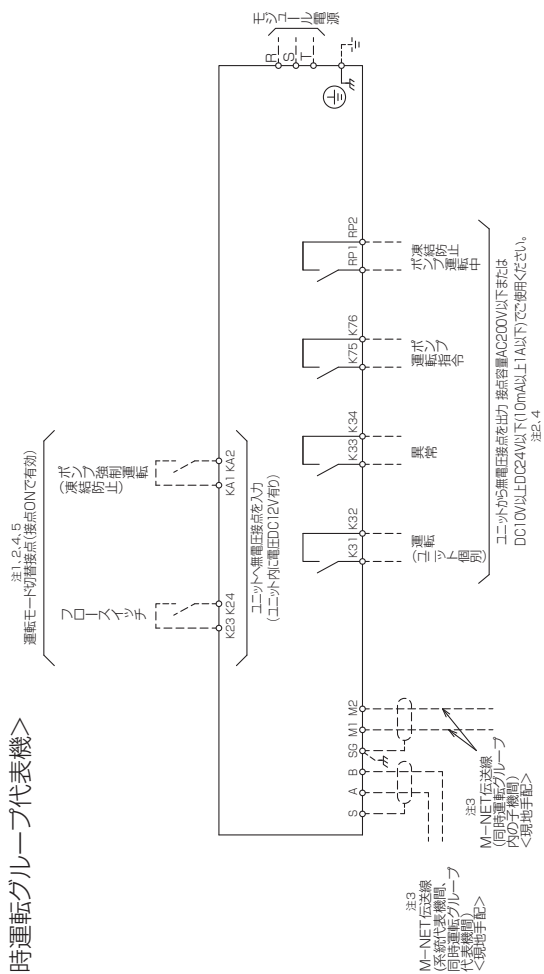 時運転グループ代表機>
注1、2、4、5
運転モード切替接点(接点ONで有効)
フロースイッチ
ポンプ強制運転
(凍結防止)
K23 K24
KA1 KA2
ユニットへ無電圧接点を入力
(ユニット内に電圧DC12V有り)
モジュール電源
R
S
T
S
A
B
SG
M1
M2
K31 K32
K33 K34
K75 K76
RP1 RP2
運転
(ユニット個別)
異常
ポンプ
運転指令
凍結防止
ポンプ運転中
ユニットから無電圧接点を出力 接点容量AC200V以下または
DC10V以上DC24V以下(10mA以上1A以下)でご使用ください。
注2、4
注3
M-NET伝送線
(系統代表機間、
同時運転グループ
代表機間)
<現地手配>
注3
M-NET伝送線
(同時運転グループ
内の子機間)
<現地手配>